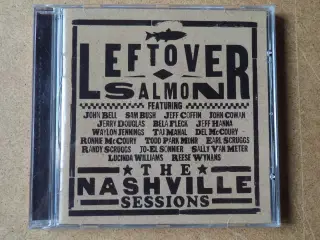 LEFTOVER
SALMON
FEATURING
JOHN BELL SAM BUSH JEFF COFFIN JOHN COWAN
JERRY DOUGLAS BELA FLECK JEFF HANNA
WAYLON JENNINGS TAJ MAHAL DEL McCOURY
RONNIE McCOURY TODD PARK MOHR EARL SCRUGGS
RANDY SCRUGGS JO-EL SONNIER SALLY VAN METER
LUCINDA WILLIAMS REESE WYNANS
THE
NASHVILLE
SESSIONS